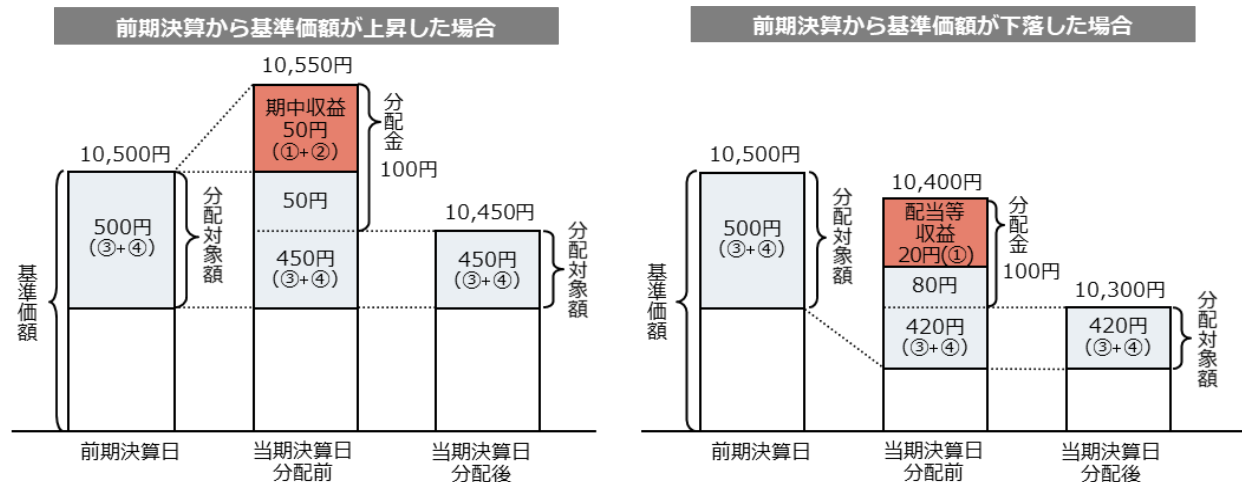 前期決算から基準価額が上昇した場合
10,550円
期中収益
50円
(①+②)
分配金
100円
10,500円
500円
(③+④)
分配対象額
50円
450円
(③+④)
10,450円
450円
(③+④)
分配対象額
基準価額
前期決算日
当期決算日
分配前
当期決算日
分配後
前期決算から基準価額が下落した場合
10,500円
500円
(③+④)
分配対象額
10,400円
配当等
収益
20円(①)
分配金
100円
80円
420円
(③+④)
10,300円
420円
(③+④)
分配対象額
基準価額
前期決算日
当期決算日
分配前
当期決算日
分配後